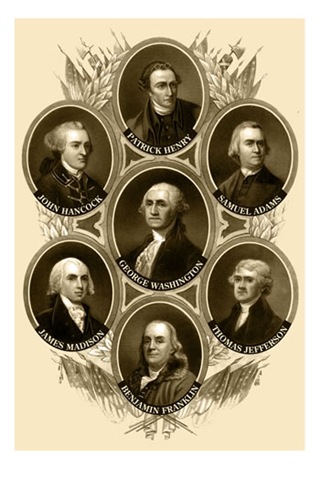 PATRICK HENRY
JOHN HANCOCK
SAMUEL ADAMS
GEORGE WASHINGTON
JAMES MADISON
THOMAS JEFFERSON
BENJAMIN FRANKLIN